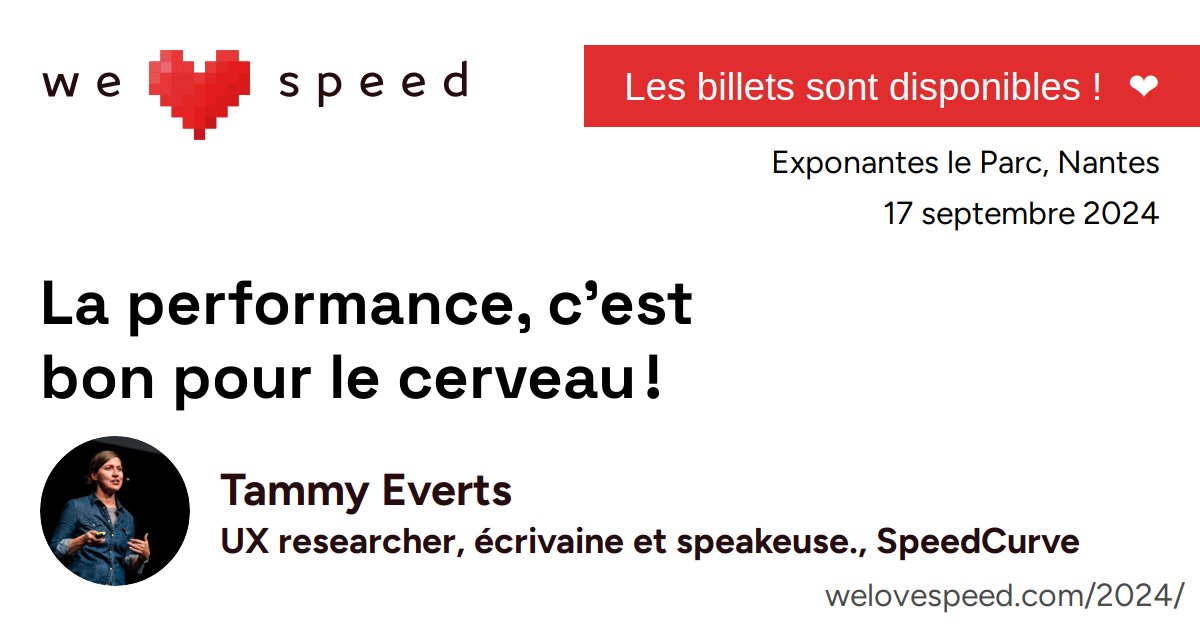 we speed
Les billets sont disponibles ! ❤
Exponantes le Parc, Nantes
17 septembre 2024
La performance, c’est
bon pour le cerveau !
Tammy Everts
UX researcher, écrivaine et speakeuse., SpeedCurve
welovespeed.com/2024/